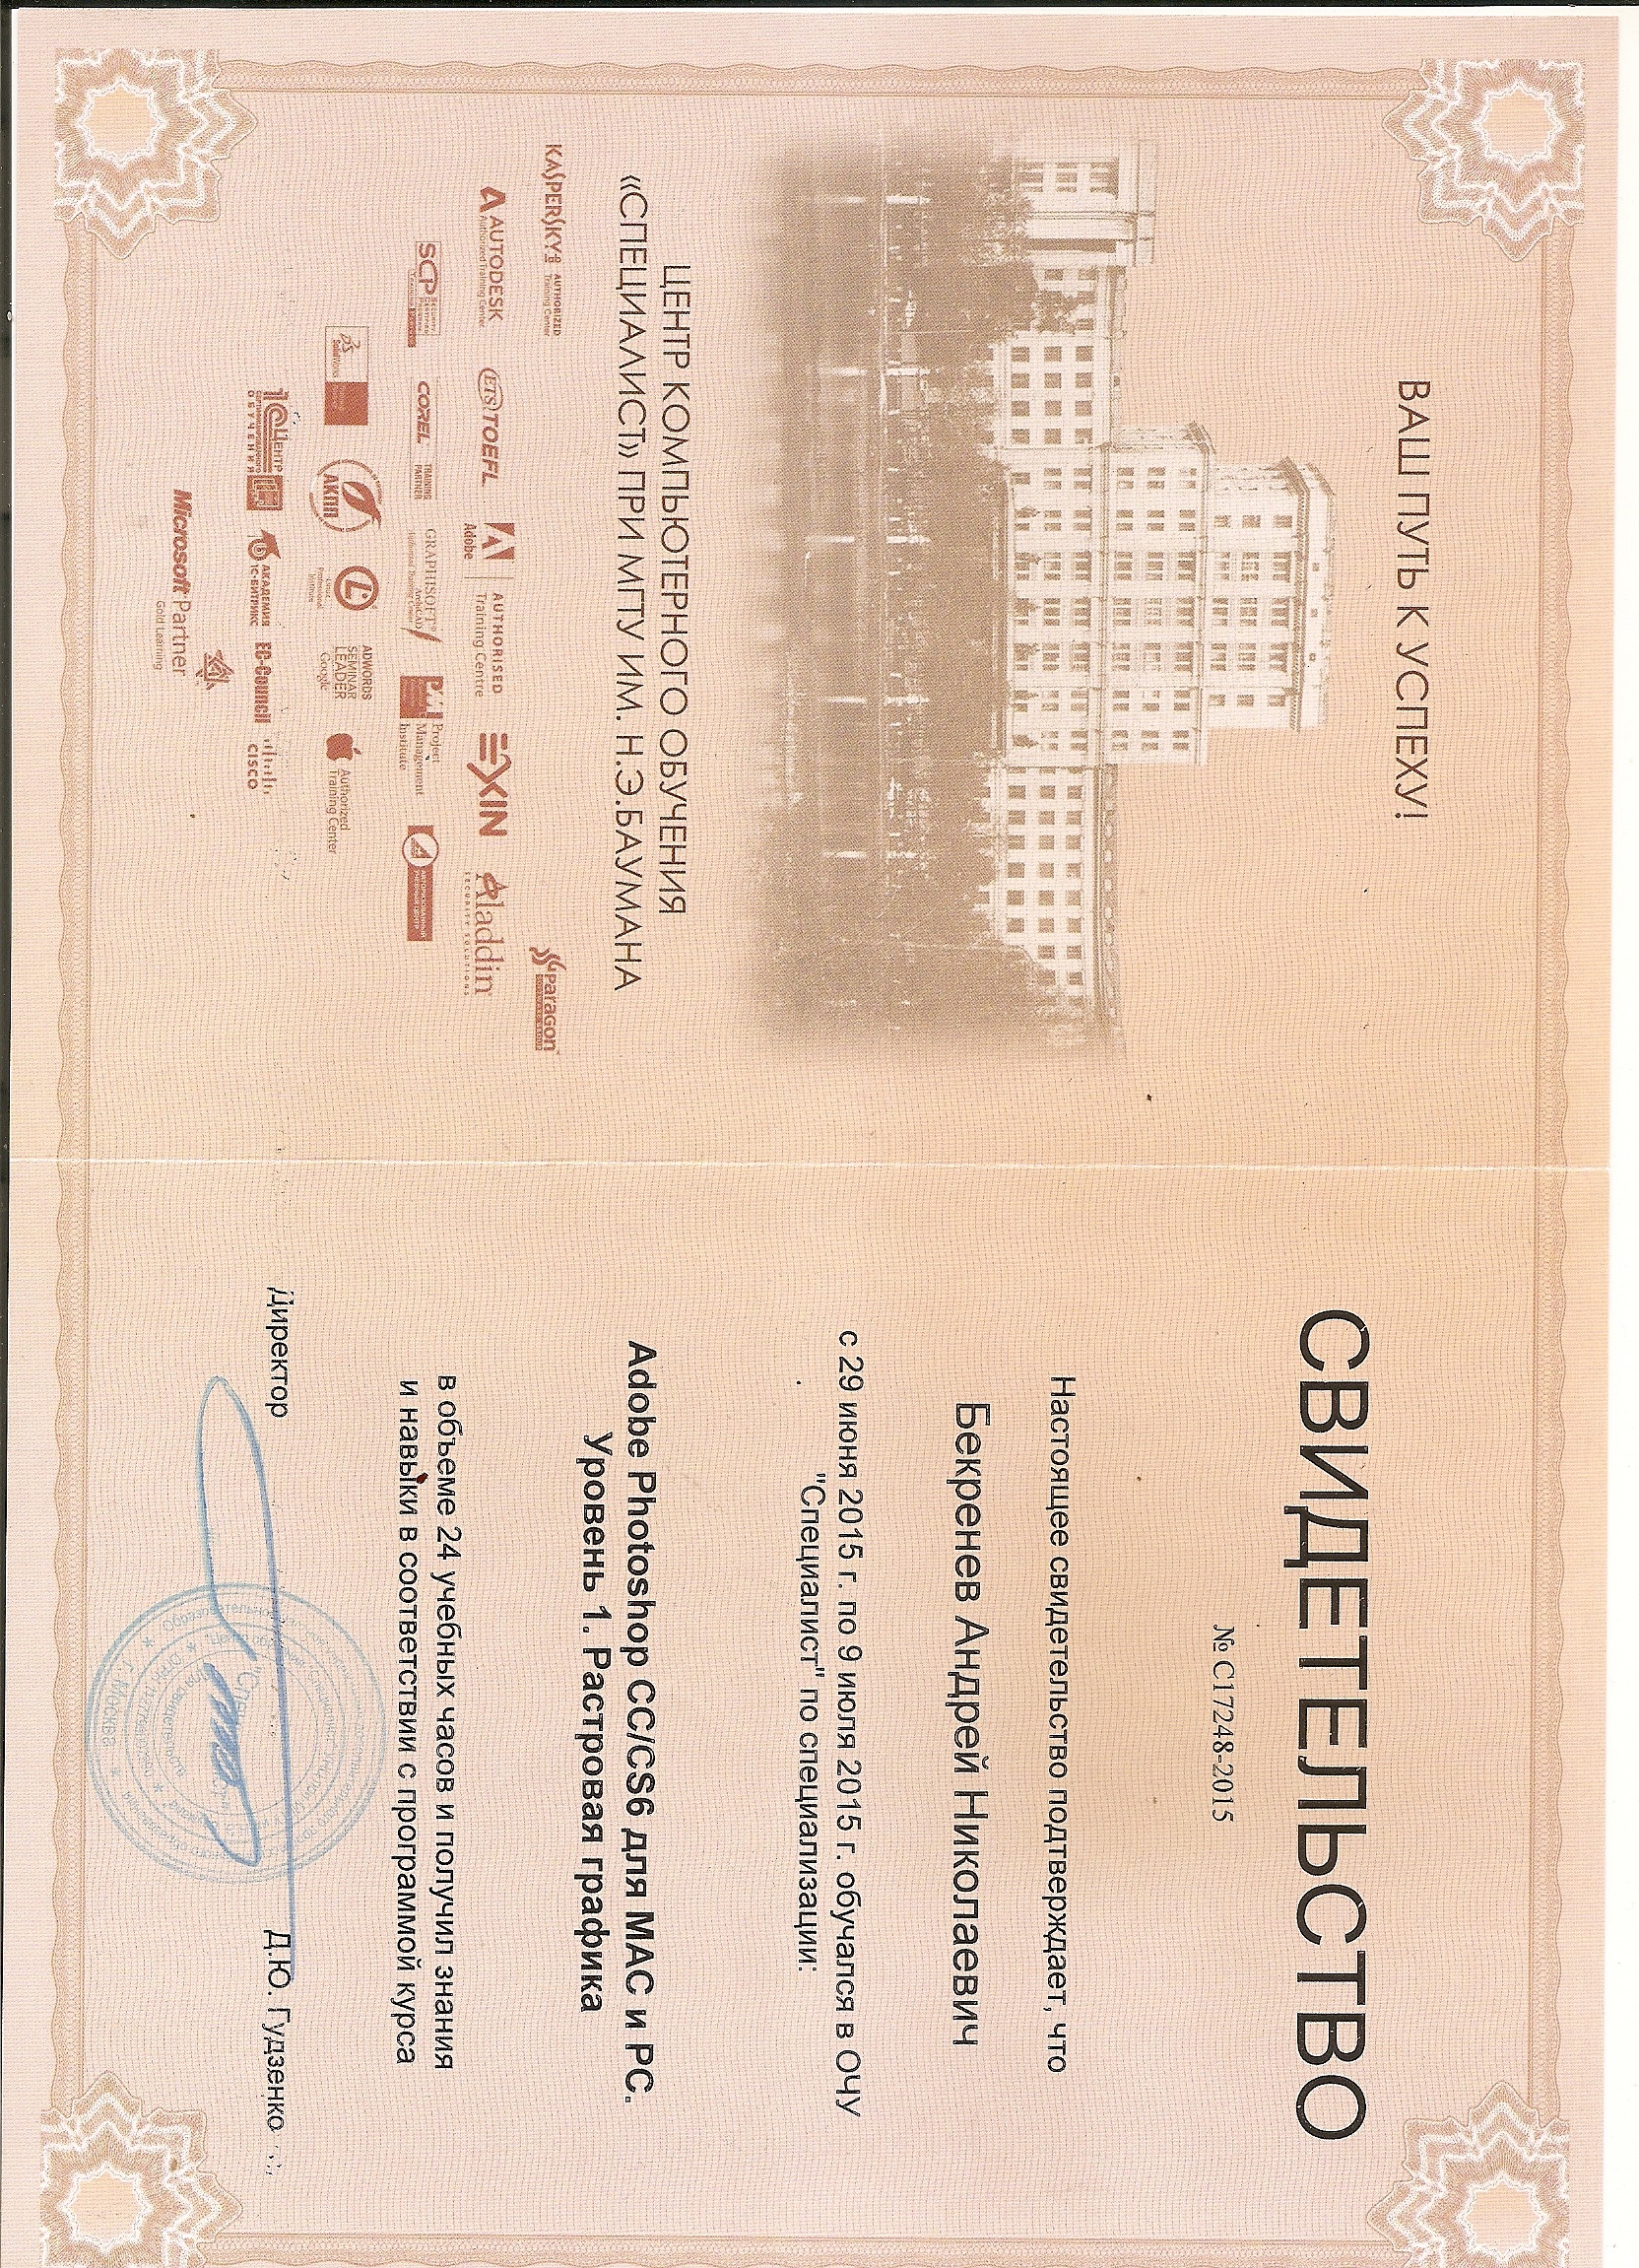 ВАШ ПУТЬ К УСПЕХУ!
ЦЕНТР КОМПЬЮТЕРНОГО ОБУЧЕНИЯ
«СПЕЦИАЛИСТ» ПРИ МГТУ ИМ. Н.Э.БАУМАНА
KASPERSKY LAB AUTHORIZED
Training Center
Paragon
SOFTWARE GROUP
AUTODESK
Authorized Training Center
ETS TOEFL
Adobe
AUTHORISED
Training Centre
EXIN
Aladdin
SECURITY SOLUTIONS
SCP SECURITY
CERTIFIED
PROGRAM
COREL TRAINING
PARTNER
GRAPHISOFT
ArchiCAD
Authorized Training Center
PMI Project
Management
Institute
АВТОРИЗОВАННЫЙ
УЧЕБНЫЙ ЦЕНТР
SolidWorks
АКПП
Linux
Professional
Institute
ADWORDS
SEMINAR
LEADER
Google
Authorized
Training Center
1С ЦЕНТР
СЕРТИФИЦИРОВАННОГО
ОБУЧЕНИЯ
АКАДЕМИЯ
1С-БИТРИКС
EC-Council
CISCO
Microsoft Partner
Gold Learning
СВИДЕТЕЛЬСТВО
№ С17248-2015
Настоящее свидетельство подтверждает, что
Бекренев Андрей Николаевич
с 29 июня 2015 г. по 9 июля 2015 г. обучался в ОЧУ
"Специалист" по специализации:
Adobe Photoshop CC/CS6 для MAC и PC.
Уровень 1. Растровая графика
в объеме 24 учебных часов и получил знания
и навыки в соответствии с программой курса
Директор
Д.Ю. Гудзенко
"Специалист"
для свидетельств
г. Москва